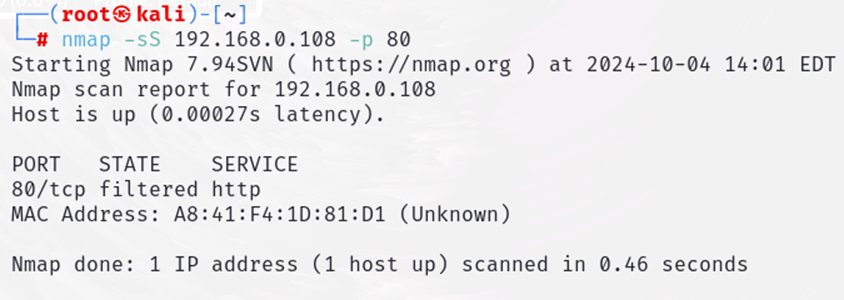 ┌──(root㉿kali)-[~]
└─# nmap -sS 192.168.0.108 -p 80
Starting Nmap 7.94SVN ( https://nmap.org ) at 2024-10-04 14:01 EDT
Nmap scan report for 192.168.0.108
Host is up (0.00027s latency).

PORT   STATE    SERVICE
80/tcp filtered http
MAC Address: A8:41:F4:1D:81:D1 (Unknown)

Nmap done: 1 IP address (1 host up) scanned in 0.46 seconds